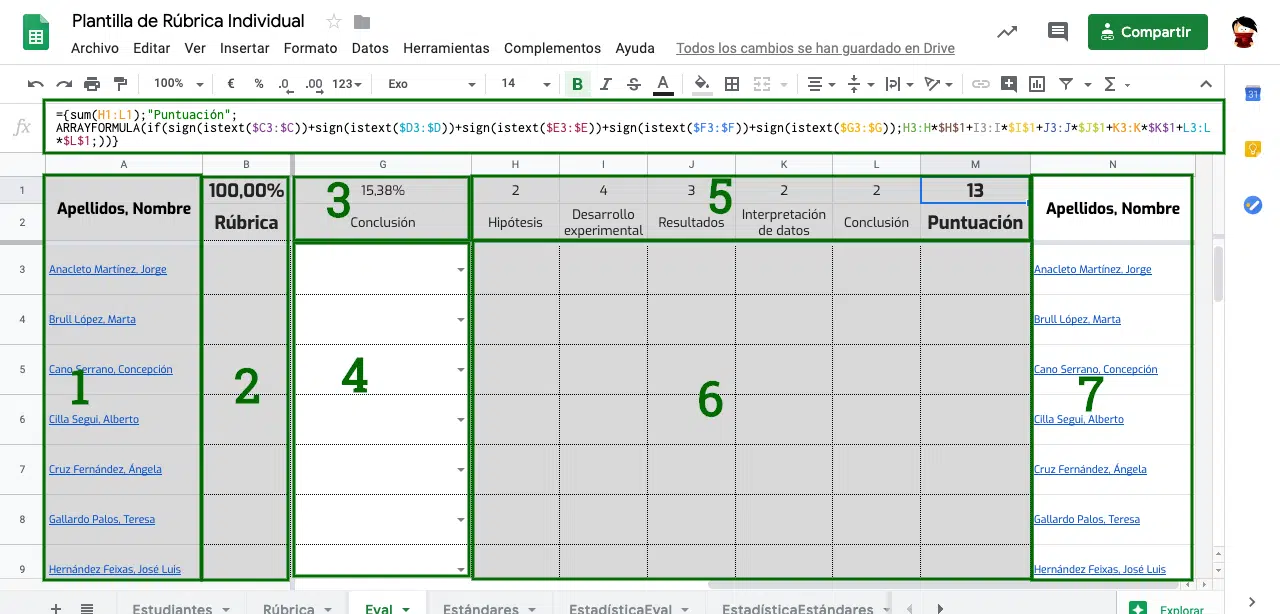 Plantilla de Rúbrica Individual
Archivo Editar Ver Insertar Formato Datos Herramientas Complementos Ayuda Todos los cambios se han guardado en Drive
Compartir
100% € % .0 .00 123 Exo 14 B I S A Σ
31
fx
={sum(H1:L1);"Puntuación";
ARRAYFORMULA(if(sign(istext($C3:$C))+sign(istext($D3:$D))+sign(istext($E3:$E))+sign(istext($F3:$F))+sign(istext($G3:$G));H3:H*$H$1+I3:I*$I$1+J3:J*$J$1+K3:K*$K$1+L3:L
*$L$1;))}
A B G H I J K L M N
1 100,00% 3 15,38% 2 4 3 5 2 2 13
Apellidos, Nombre
Apellidos, Nombre
2 Rúbrica Conclusión Hipótesis Desarrollo experimental Resultados Interpretación de datos Conclusión Puntuación
3 Anacleto Martínez, Jorge Anacleto Martínez, Jorge
4 Brull López, Marta Brull López, Marta
5 Cano Serrano, Concepción Cano Serrano, Concepción
1 2 4 6 7
6 Cilla Segui, Alberto Cilla Segui, Alberto
7 Cruz Fernández, Ángela Cruz Fernández, Ángela
8 Gallardo Palos, Teresa Gallardo Palos, Teresa
9 Hernández Feixas, José Luis Hernández Feixas, José Luis
Estudiantes Rúbrica Eval Estándares EstadísticaEval EstadísticaEstándares Explorar